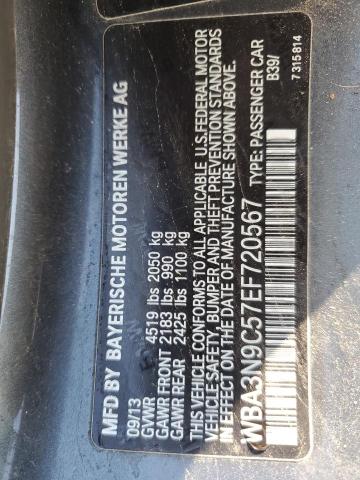 MFD BY BAYERISCHE MOTOREN WERKE AG
09/13
GVWR 4519 lbs 2050 kg
GAWR FRONT 2183 lbs 990 kg
GAWR REAR 2425 lbs 1100 kg
THIS VEHICLE CONFORMS TO ALL APPLICABLE U.S.FEDERAL MOTOR
VEHICLE SAFETY, BUMPER AND THEFT PREVENTION STANDARDS
IN EFFECT ON THE DATE OF MANUFACTURE SHOWN ABOVE.
WBA3N9C57EF720567 TYPE: PASSENGER CAR
B39/
7315814